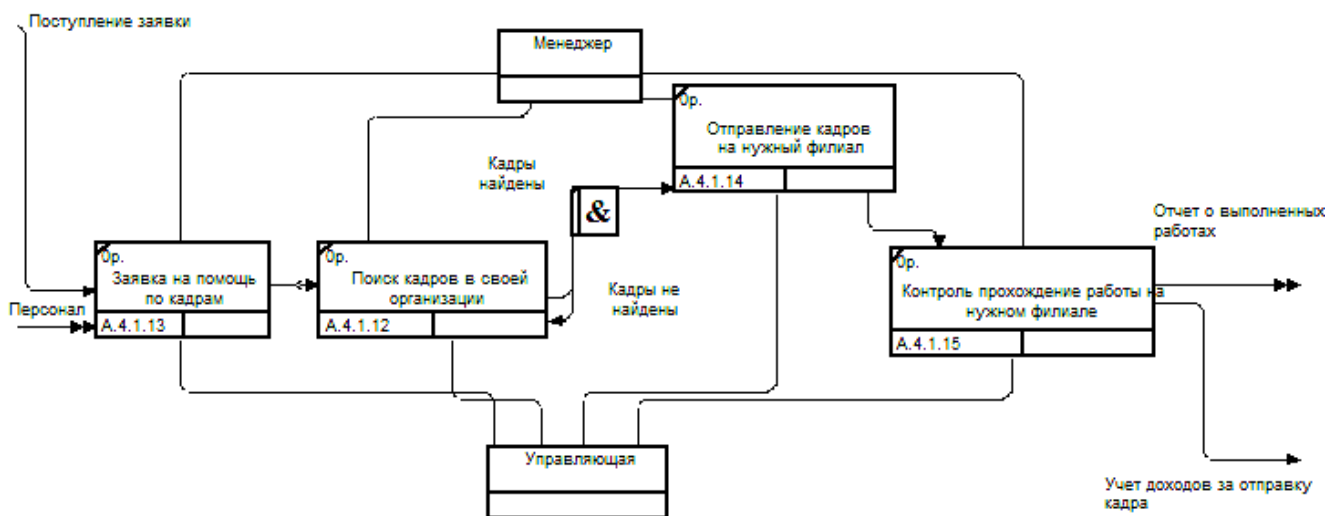 Поступление заявки
Менеджер
0р.
Отправление кадров
на нужный филиал
А.4.1.14
Кадры
найдены
&
Отчет о выполненных
работах
0р.
Заявка на помощь
по кадрам
А.4.1.13
0р.
Поиск кадров в своей
организации
А.4.1.12
Кадры не
найдены
0р.
Контроль прохождение работы на
нужном филиале
А.4.1.15
Персонал
Управляющая
Учет доходов за отправку
кадра